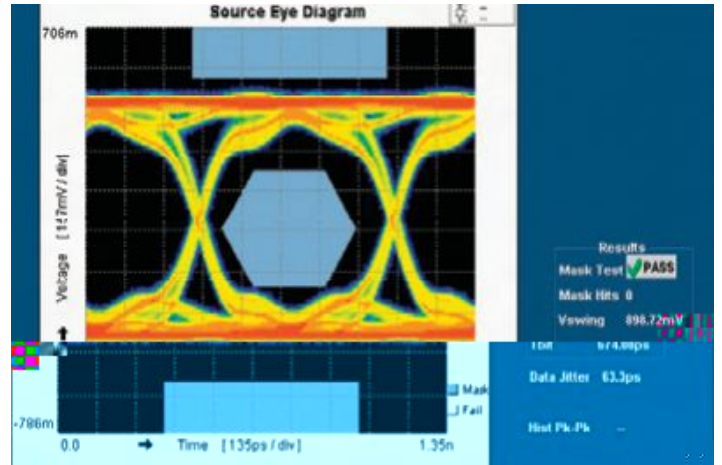 Source Eye Diagram
706m
Voltage
Results
Mask Test PASS
Mask Hits 0
Vswing 898.72mV
Tbit
Data Jitter 63.3ps
Mask
Fail
-786m
Hist Pk-Pk --
0.0
Time [135ps / div]
1.35n